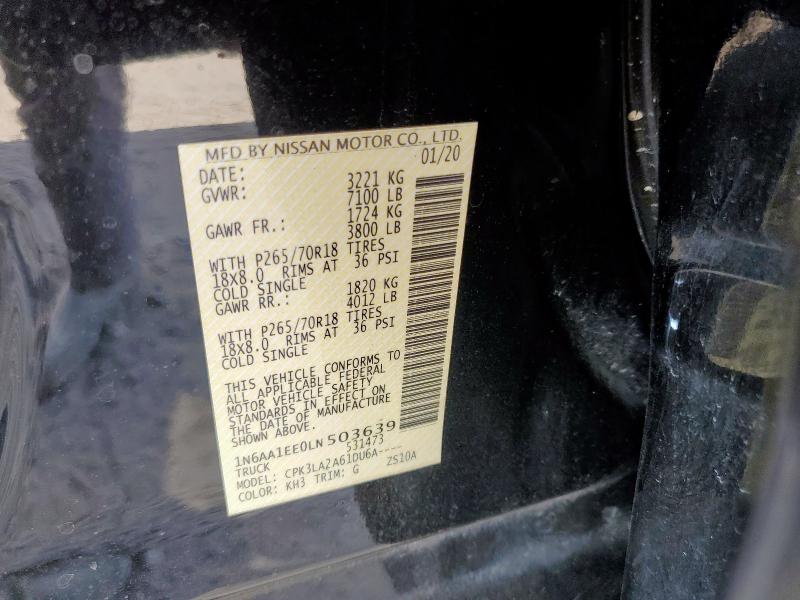 MFD BY NISSAN MOTOR CO., LTD.
DATE: 01/20
GVWR: 3221 KG
7100 LB
GAWR FR.: 1724 KG
3800 LB
WITH P265/70R18 TIRES
18X8.0 RIMS AT 36 PSI
COLD SINGLE
GAWR RR.: 1820 KG
4012 LB
WITH P265/70R18 TIRES
18X8.0 RIMS AT 36 PSI
COLD SINGLE
THIS VEHICLE CONFORMS TO
ALL APPLICABLE FEDERAL
MOTOR VEHICLE SAFETY
STANDARDS IN EFFECT ON
THE DATE OF MANUFACTURE
SHOWN ABOVE.
1N6AA1EE0LN503639
TRUCK 531473
MODEL: CPK3LA2A61DU6A----
COLOR: KH3 TRIM: G ZS10A